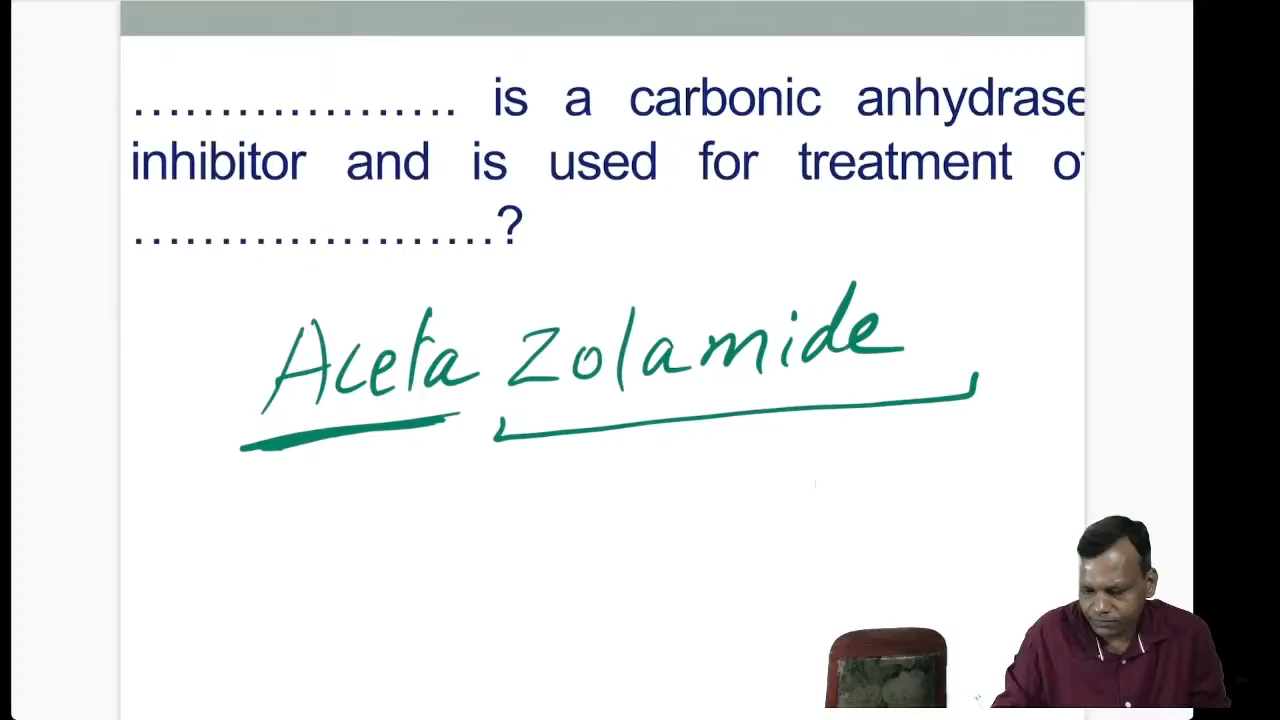 ................... is a carbonic anhydrase
inhibitor and is used for treatment of
.....................?
Aceta Zolamide